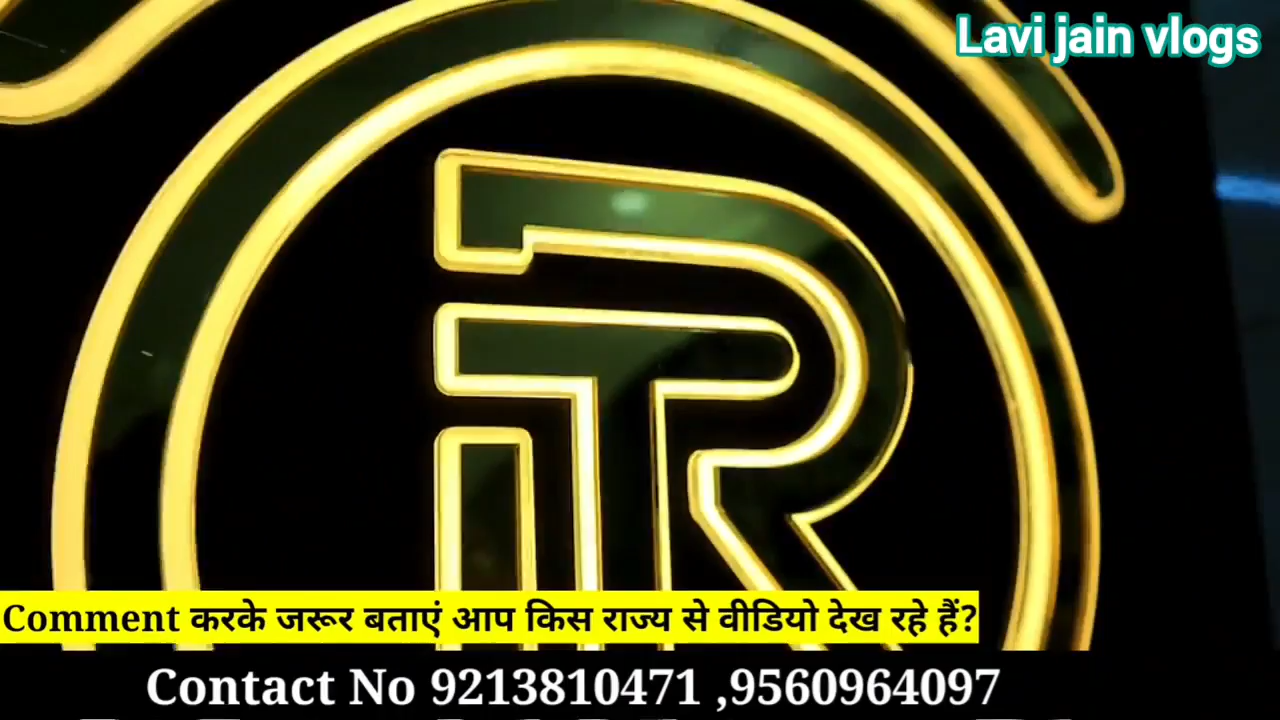 Lavi jain vlogs
TR
Comment करके जरूर बताएं आप किस राज्य से वीडियो देख रहे हैं?
Contact No 9213810471 ,9560964097